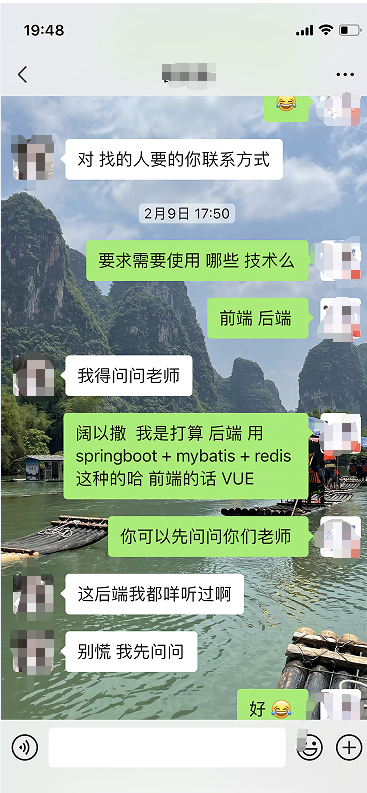 19:48
对 找的人要的你联系方式
2月9日 17:50
要求需要使用 哪些 技术么
前端 后端
我得问问老师
阔以撒 我是打算 后端 用
springboot + mybatis + redis
这种的哈 前端的话 VUE
你可以先问问你们老师
这后端我都咩听过啊
别慌 我先问问
好